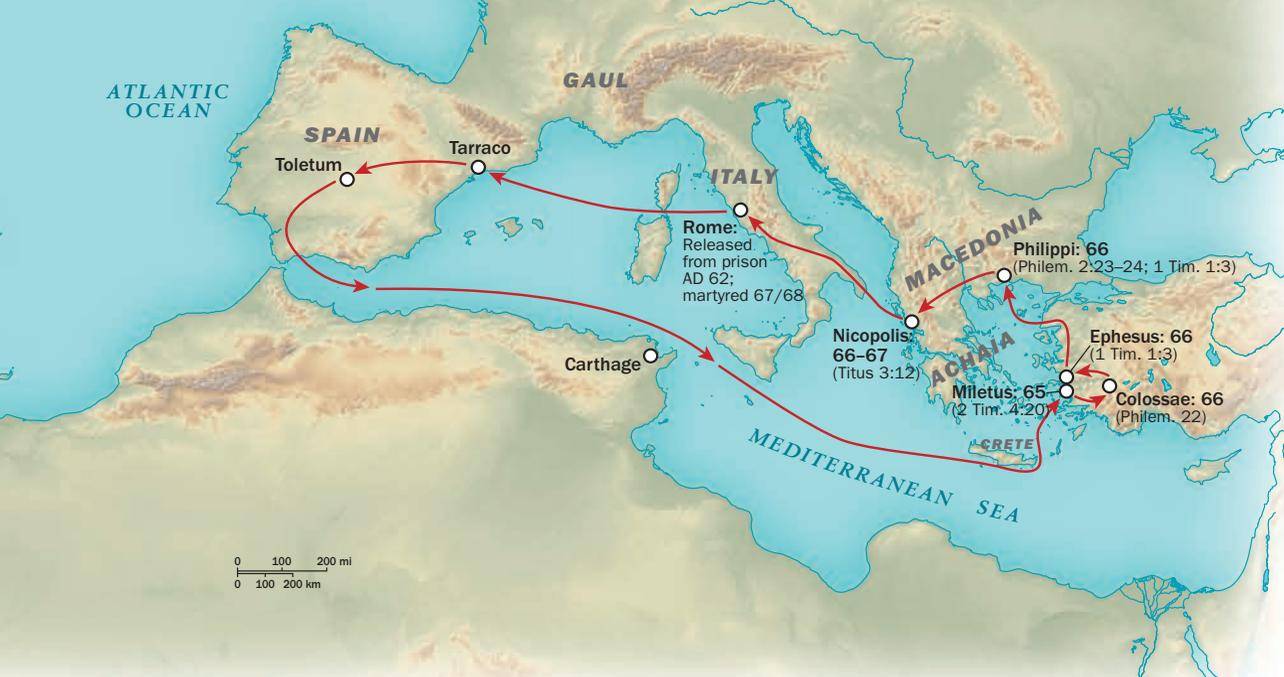 ATLANTIC
OCEAN
GAUL
SPAIN
Tarraco
Toletum
ITALY
Rome:
Released
from prison
AD 62;
martyred 67/68
MACEDONIA
Philippi: 66
(Philem. 2:23–24; 1 Tim. 1:3)
Nicopolis:
66–67
(Titus 3:12)
ACHAIA
Ephesus: 66
(1 Tim. 1:3)
Carthage
Miletus: 65
(2 Tim. 4:20)
Colossae: 66
(Philem. 22)
CRETE
MEDITERRANEAN SEA
0 100 200 mi
0 100 200 km